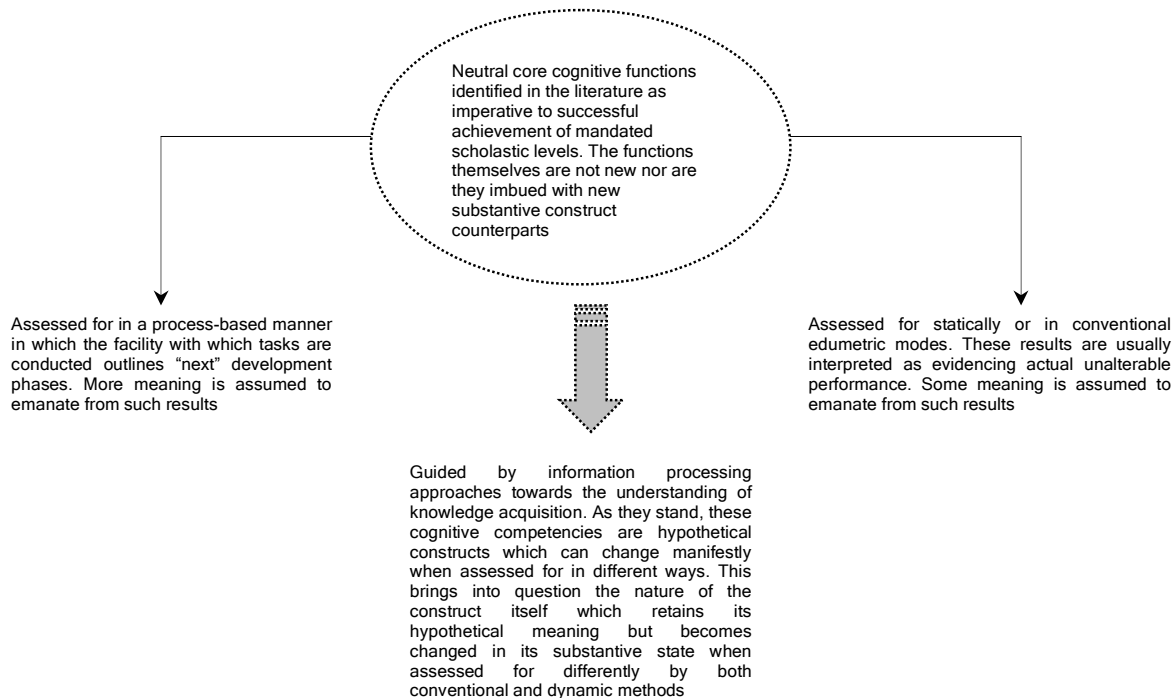 Neutral core cognitive functions
identified in the literature as
imperative to successful
achievement of mandated
scholastic levels. The functions
themselves are not new nor are
they imbued with new
substantive construct
counterparts
Assessed for in a process-based manner
in which the facility with which tasks are
conducted outlines “next” development
phases. More meaning is assumed to
emanate from such results
Assessed for statically or in conventional
edumetric modes. These results are usually
interpreted as evidencing actual unalterable
performance. Some meaning is assumed to
emanate from such results
Guided by information processing
approaches towards the understanding of
knowledge acquisition. As they stand, these
cognitive competencies are hypothetical
constructs which can change manifestly
when assessed for in different ways. This
brings into question the nature of the
construct itself which retains its
hypothetical meaning but becomes
changed in its substantive state when
assessed for differently by both
conventional and dynamic methods